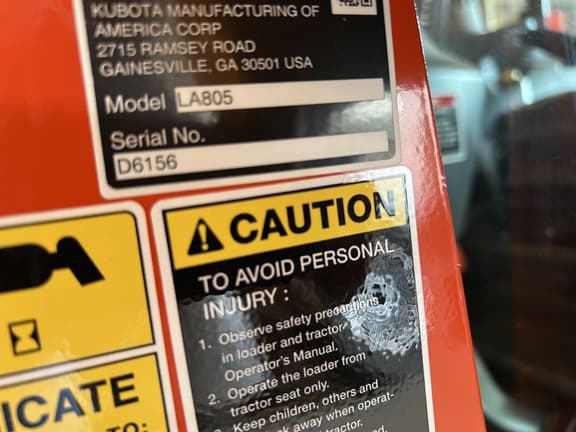 KUBOTA MANUFACTURING OF
AMERICA CORP
2715 RAMSEY ROAD
GAINESVILLE, GA 30501 USA
Model LA805
Serial No.
D6156
CAUTION
TO AVOID PERSONAL
INJURY :
1. Observe safety precautions
in loader and tractor
Operator's Manual.
2. Operate the loader from
tractor seat only.
3. Keep children, others and
away when operat-
tractor.
ICATE
TO: